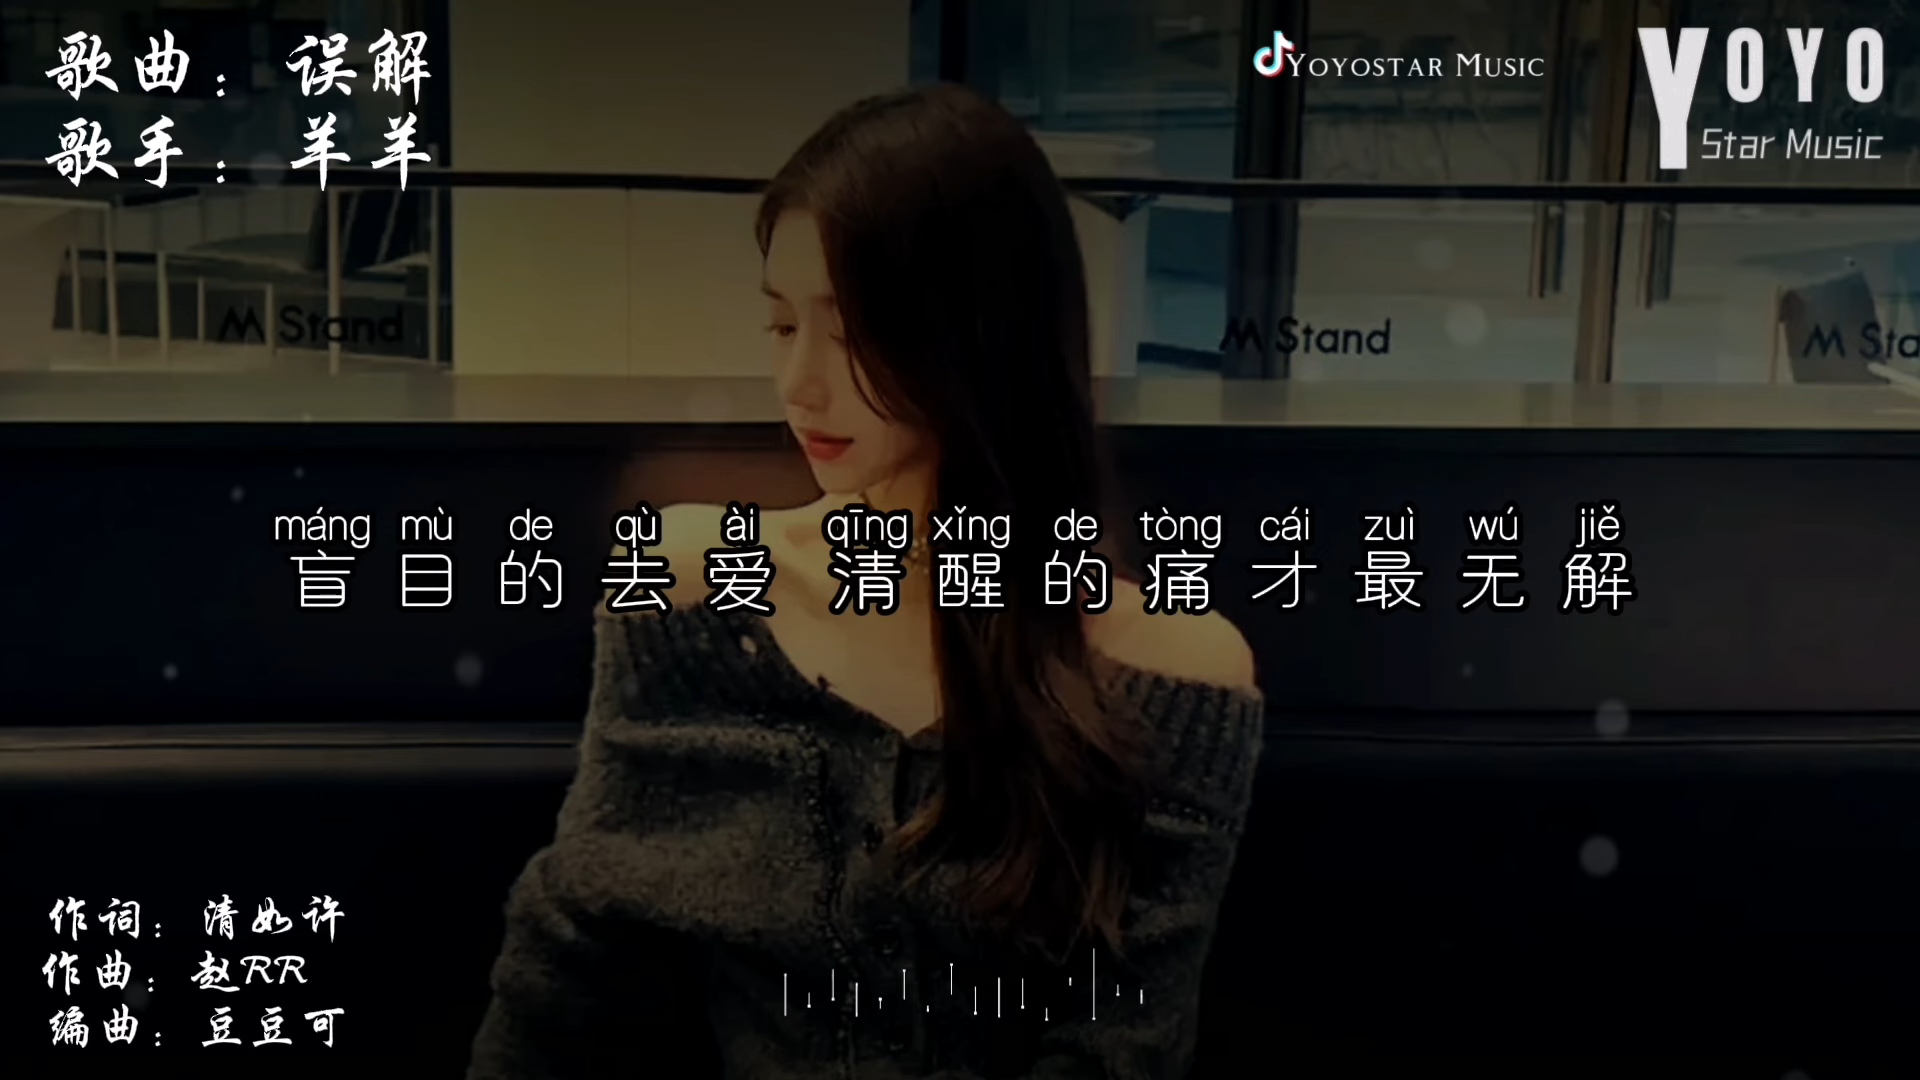 歌曲：误解
歌手：羊羊
Yoyostar Music
YOYO
Star Music
M Stand
M Stand
M Sta
máng mù de qù ài qīng xǐng de tòng cái zuì wú jiě
盲目的去爱 清醒的痛才最无解
作词：清如许
作曲：赵RR
编曲：豆豆可